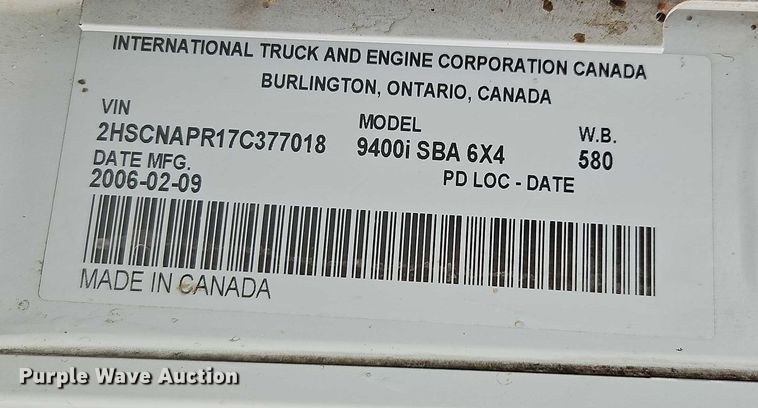 INTERNATIONAL TRUCK AND ENGINE CORPORATION CANADA
BURLINGTON, ONTARIO, CANADA
VIN MODEL W.B.
2HSCNAPR17C377018 9400i SBA 6X4 580
DATE MFG. PD LOC - DATE
2006-02-09
MADE IN CANADA
Purple Wave Auction